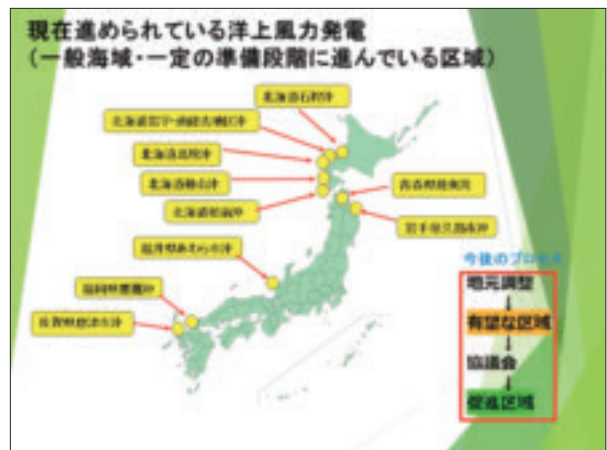 現在進められている洋上風力発電
（一般海域・一定の準備段階に進んでいる区域）
北海道石狩沖
北海道岩宇・南後志地区沖
北海道島牧沖
北海道檜山沖
北海道松前沖
青森県陸奥湾
岩手県久慈市沖
福井県あわら市沖
福岡県響灘沖
佐賀県唐津市沖
今後のプロセス
地元調整
↓
有望な区域
↓
協議会
↓
促進区域